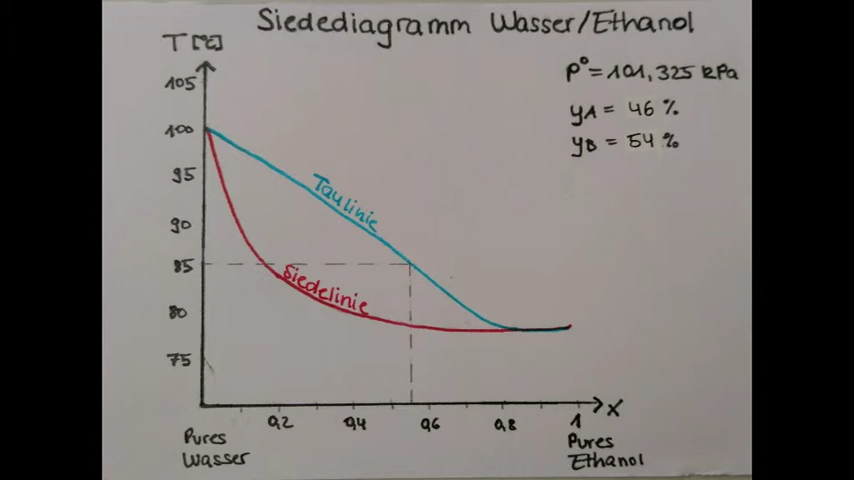 Siedediagramm Wasser/Ethanol
T [°C]
p° = 101,325 kPa
yA = 46 %
yB = 54 %
105
100
95
90
85
80
75
Taulinie
Siedelinie
0,2 0,4 0,6 0,8 1 X
Pures
Wasser
Pures
Ethanol